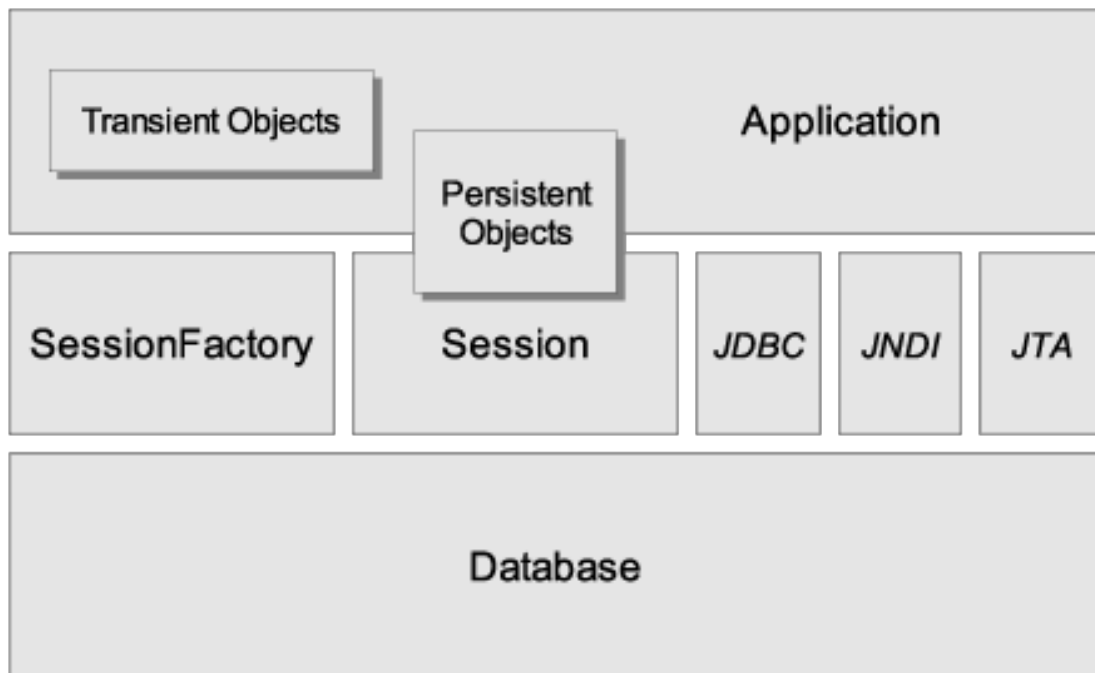 Transient Objects
Application
Persistent
Objects
SessionFactory
Session
JDBC
JNDI
JTA
Database